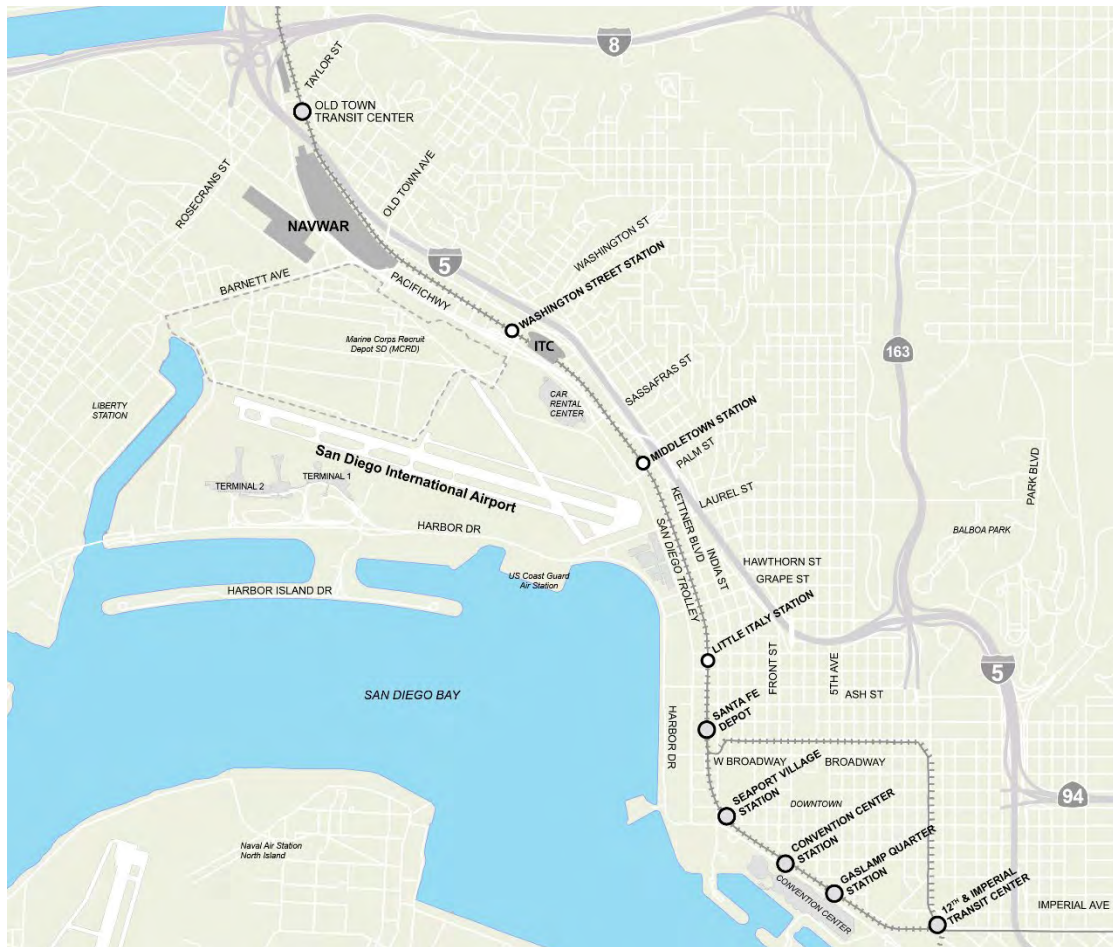 8
TAYLOR ST
OLD TOWN
TRANSIT CENTER
ROSECRANS ST
OLD TOWN AVE
NAVWAR
WASHINGTON ST
WASHINGTON STREET STATION
5
BARNETT AVE
PACIFICHWY
Marine Corps Recruit
Depot SD (MCRD)
ITC
163
SASSAFRAS ST
CAR
RENTAL
CENTER
LIBERTY
STATION
MIDDLETOWN STATION
PALM ST
San Diego International Airport
TERMINAL 1
TERMINAL 2
LAUREL ST
KETTNER BLVD
PARK BLVD
HARBOR DR
SAN DIEGO TROLLEY
INDIA ST
BALBOA PARK
HAWTHORN ST
GRAPE ST
US Coast Guard
Air Station
HARBOR ISLAND DR
LITTLE ITALY STATION
FRONT ST
5TH AVE
5
ASH ST
SAN DIEGO BAY
SANTA FE
DEPOT
HARBOR DR
W BROADWAY
BROADWAY
SEAPORT VILLAGE
STATION
DOWNTOWN
94
CONVENTION CENTER
STATION
Naval Air Station
North Island
GASLAMP QUARTER
STATION
CONVENTION CENTER
12TH & IMPERIAL
TRANSIT CENTER
IMPERIAL AVE